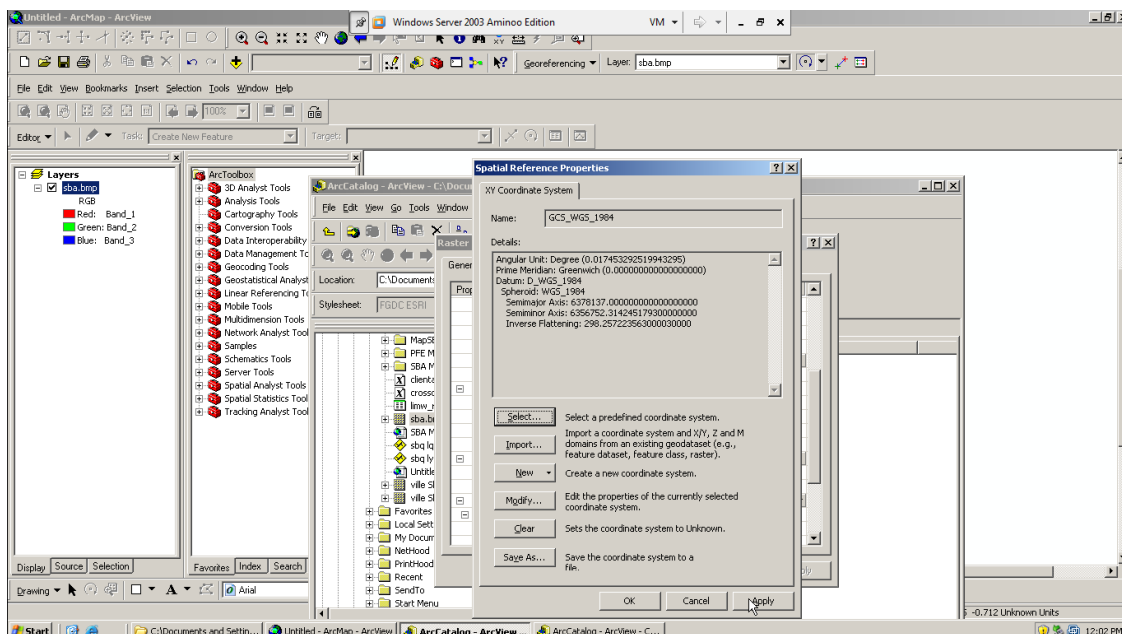 Untitled - ArcMap - ArcView
Windows Server 2003 Aminoo Edition
VM
Georeferencing
Layer:
sba.bmp
File Edit View Bookmarks Insert Selection Tools Window Help
100%
Editor
Task:
Create New Feature
Target:
Layers
sba.bmp
RGB
Red: Band_1
Green: Band_2
Blue: Band_3
Display
Source
Selection
ArcToolbox
3D Analyst Tools
Analysis Tools
Cartography Tools
Conversion Tools
Data Interoperability
Data Management To
Geocoding Tools
Geostatistical Analyst
Linear Referencing To
Mobile Tools
Multidimension Tools
Network Analyst Tool
Samples
Schematics Tools
Server Tools
Spatial Analyst Tools
Spatial Statistics Tool
Tracking Analyst Tool
Favorites
Index
Search
ArcCatalog - ArcView - C:\Docum
File Edit View Go Tools Window
Location:
C:\Documents
Stylesheet:
FGDC ESRI
MapS
PFE M
SBA M
clienta
crossd
limw_r
sba.b
SBA M
sbq lq
sbq ly
Untitle
ville S
ville S
Favorites
Local Sett
My Docum
NetHood
PrintHood
Recent
SendTo
Start Menu
Raster
Gener
Prop
Spatial Reference Properties
XY Coordinate System
Name:
GCS_WGS_1984
Details:
Angular Unit: Degree (0.017453292519943295)
Prime Meridian: Greenwich (0.000000000000000000)
Datum: D_WGS_1984
Spheroid: WGS_1984
Semimajor Axis: 6378137.000000000000000000
Semiminor Axis: 6356752.314245179300000000
Inverse Flattening: 298.257223563000030000
Select...
Select a predefined coordinate system.
Import...
Import a coordinate system and X/Y, Z and M
domains from an existing geodataset (e.g.,
feature dataset, feature class, raster).
New
Create a new coordinate system.
Modify...
Edit the properties of the currently selected
coordinate system.
Clear
Sets the coordinate system to Unknown.
Save As...
Save the coordinate system to a
file.
OK
Cancel
Apply
Drawing
A
Arial
-0.712 Unknown Units
Start
C:\Documents and Settin...
Untitled - ArcMap - ArcView
ArcCatalog - ArcView ...
ArcCatalog - ArcView - C...
12:02 PM